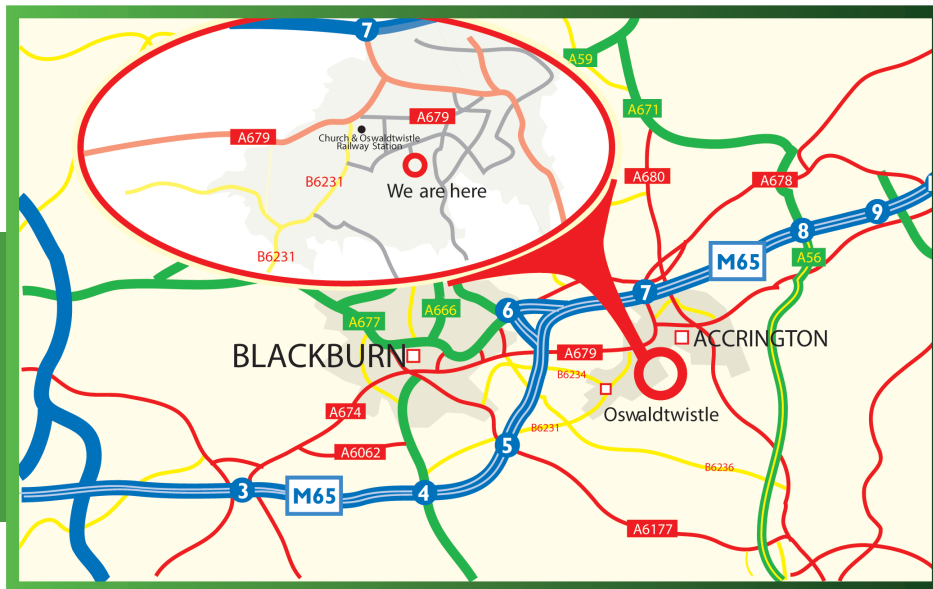 7
A59
A671
A679
A679
Church & Oswaldtwistle
Railway Station
B6231
We are here
B6231
A680
A678
9
8
M65
A56
7
6
A666
A677
BLACKBURN
ACCRINGTON
A679
B6234
Oswaldtwistle
A674
B6231
A6062
5
B6236
3
M65
4
A6177